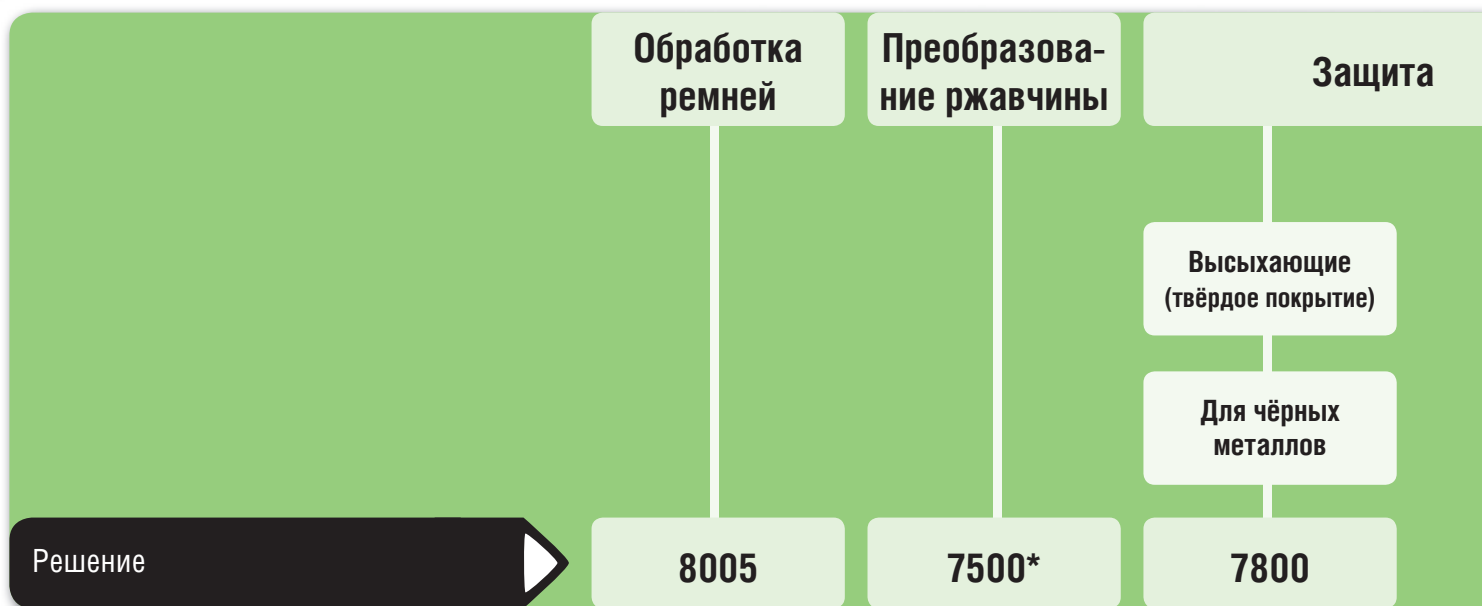 Обработка
ремней
Преобразова-
ние ржавчины
Защита
Высыхающие
(твёрдое покрытие)
Для чёрных
металлов
Решение
8005
7500*
7800